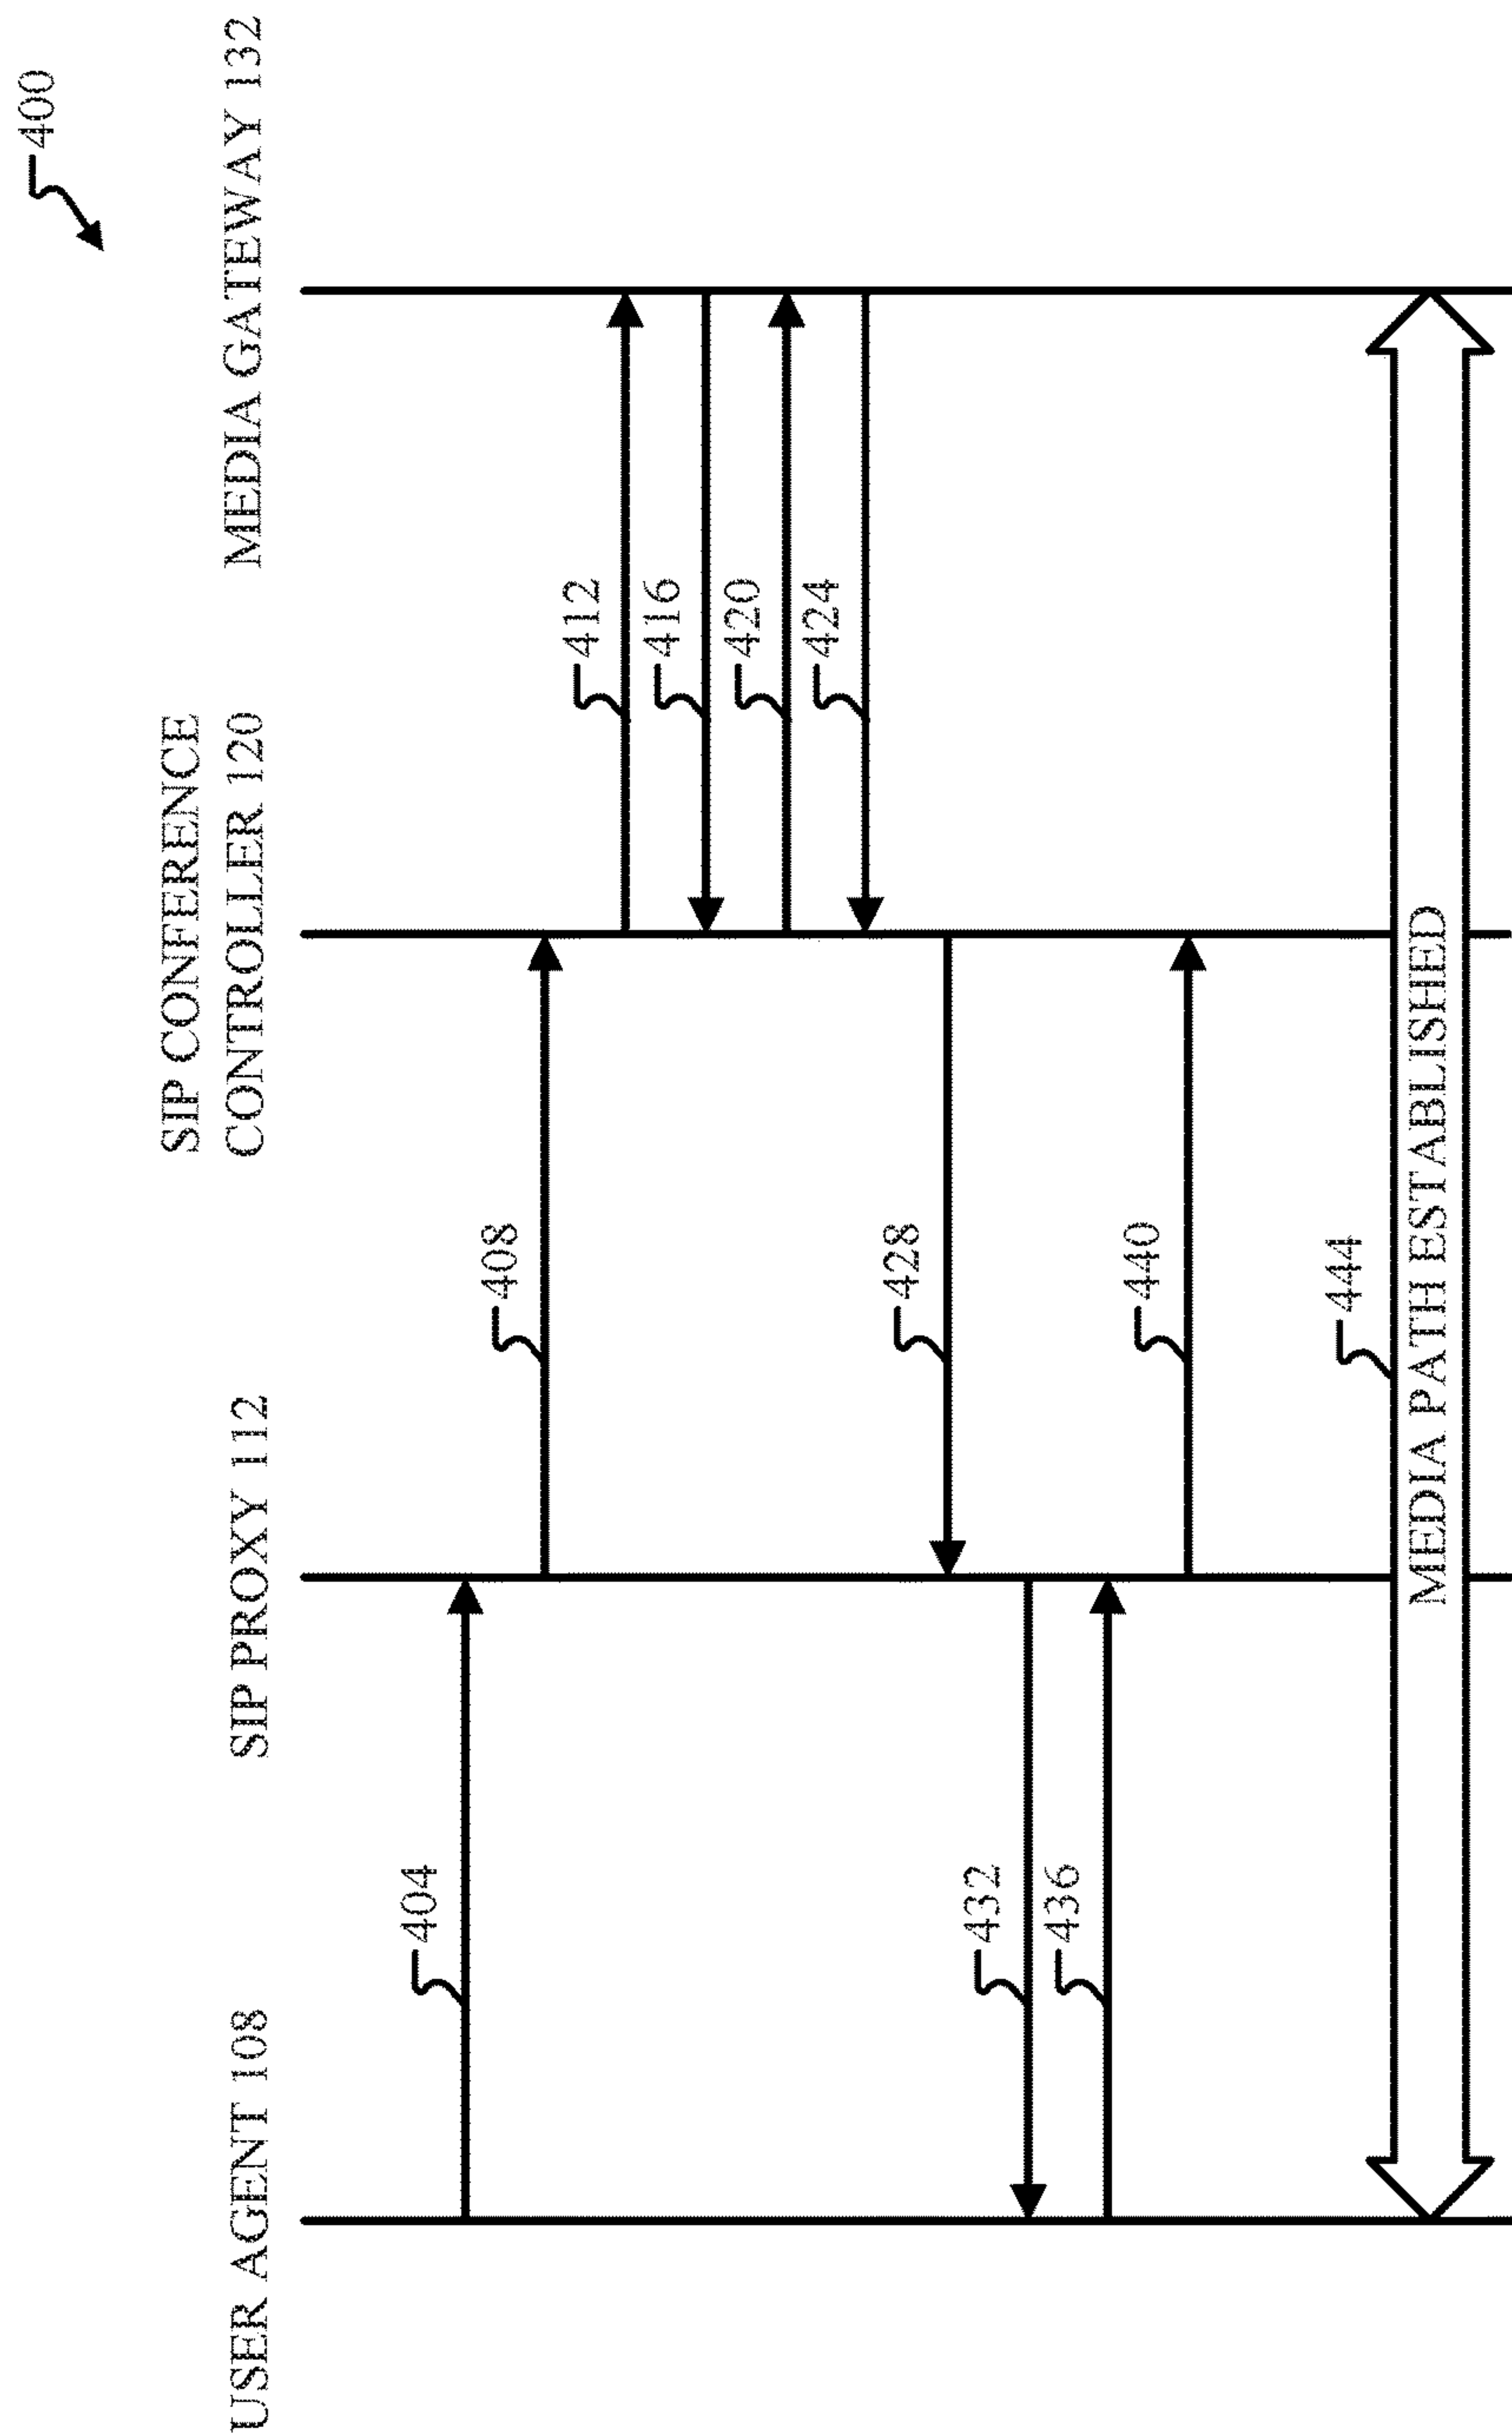 400
USER AGENT 108
SIP PROXY 112
SIP CONFERENCE
CONTROLLER 120
MEDIA GATEWAY 132
404
408
412
416
420
424
428
432
436
440
444
MEDIA PATH ESTABLISHED